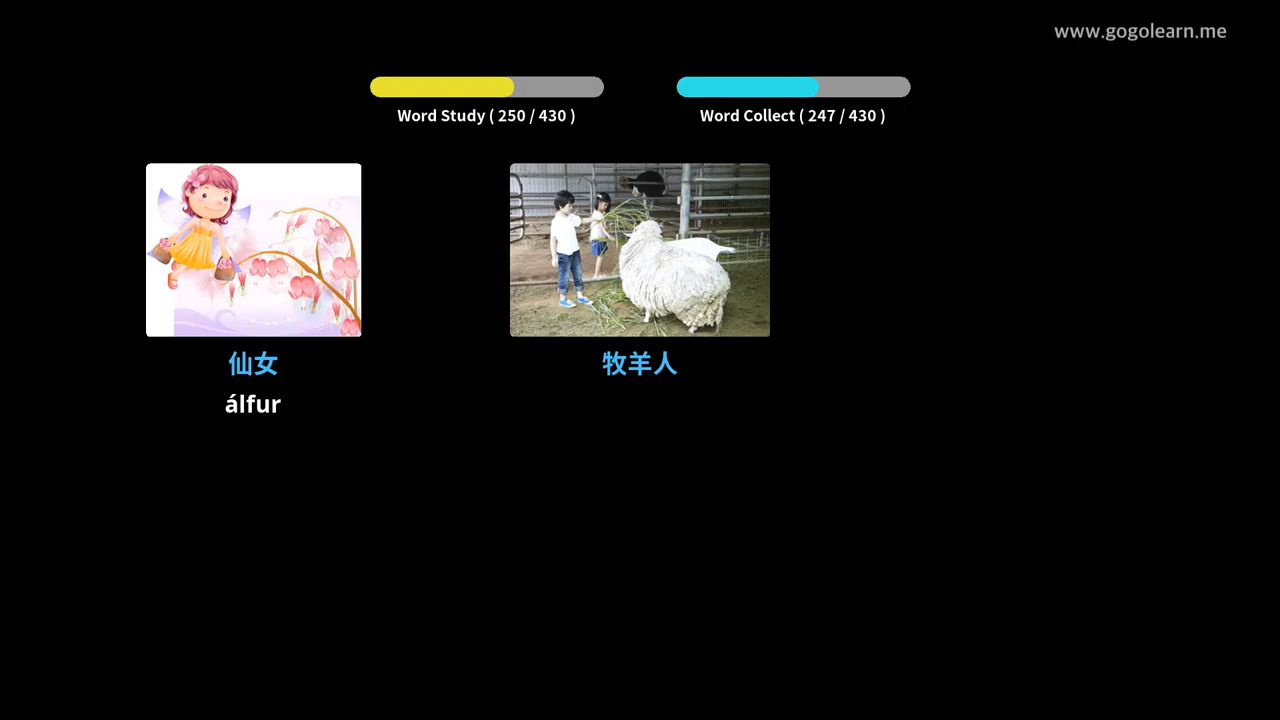 www.gogolearn.me
Word Study ( 250 / 430 )
Word Collect ( 247 / 430 )
仙女
álfur
牧羊人